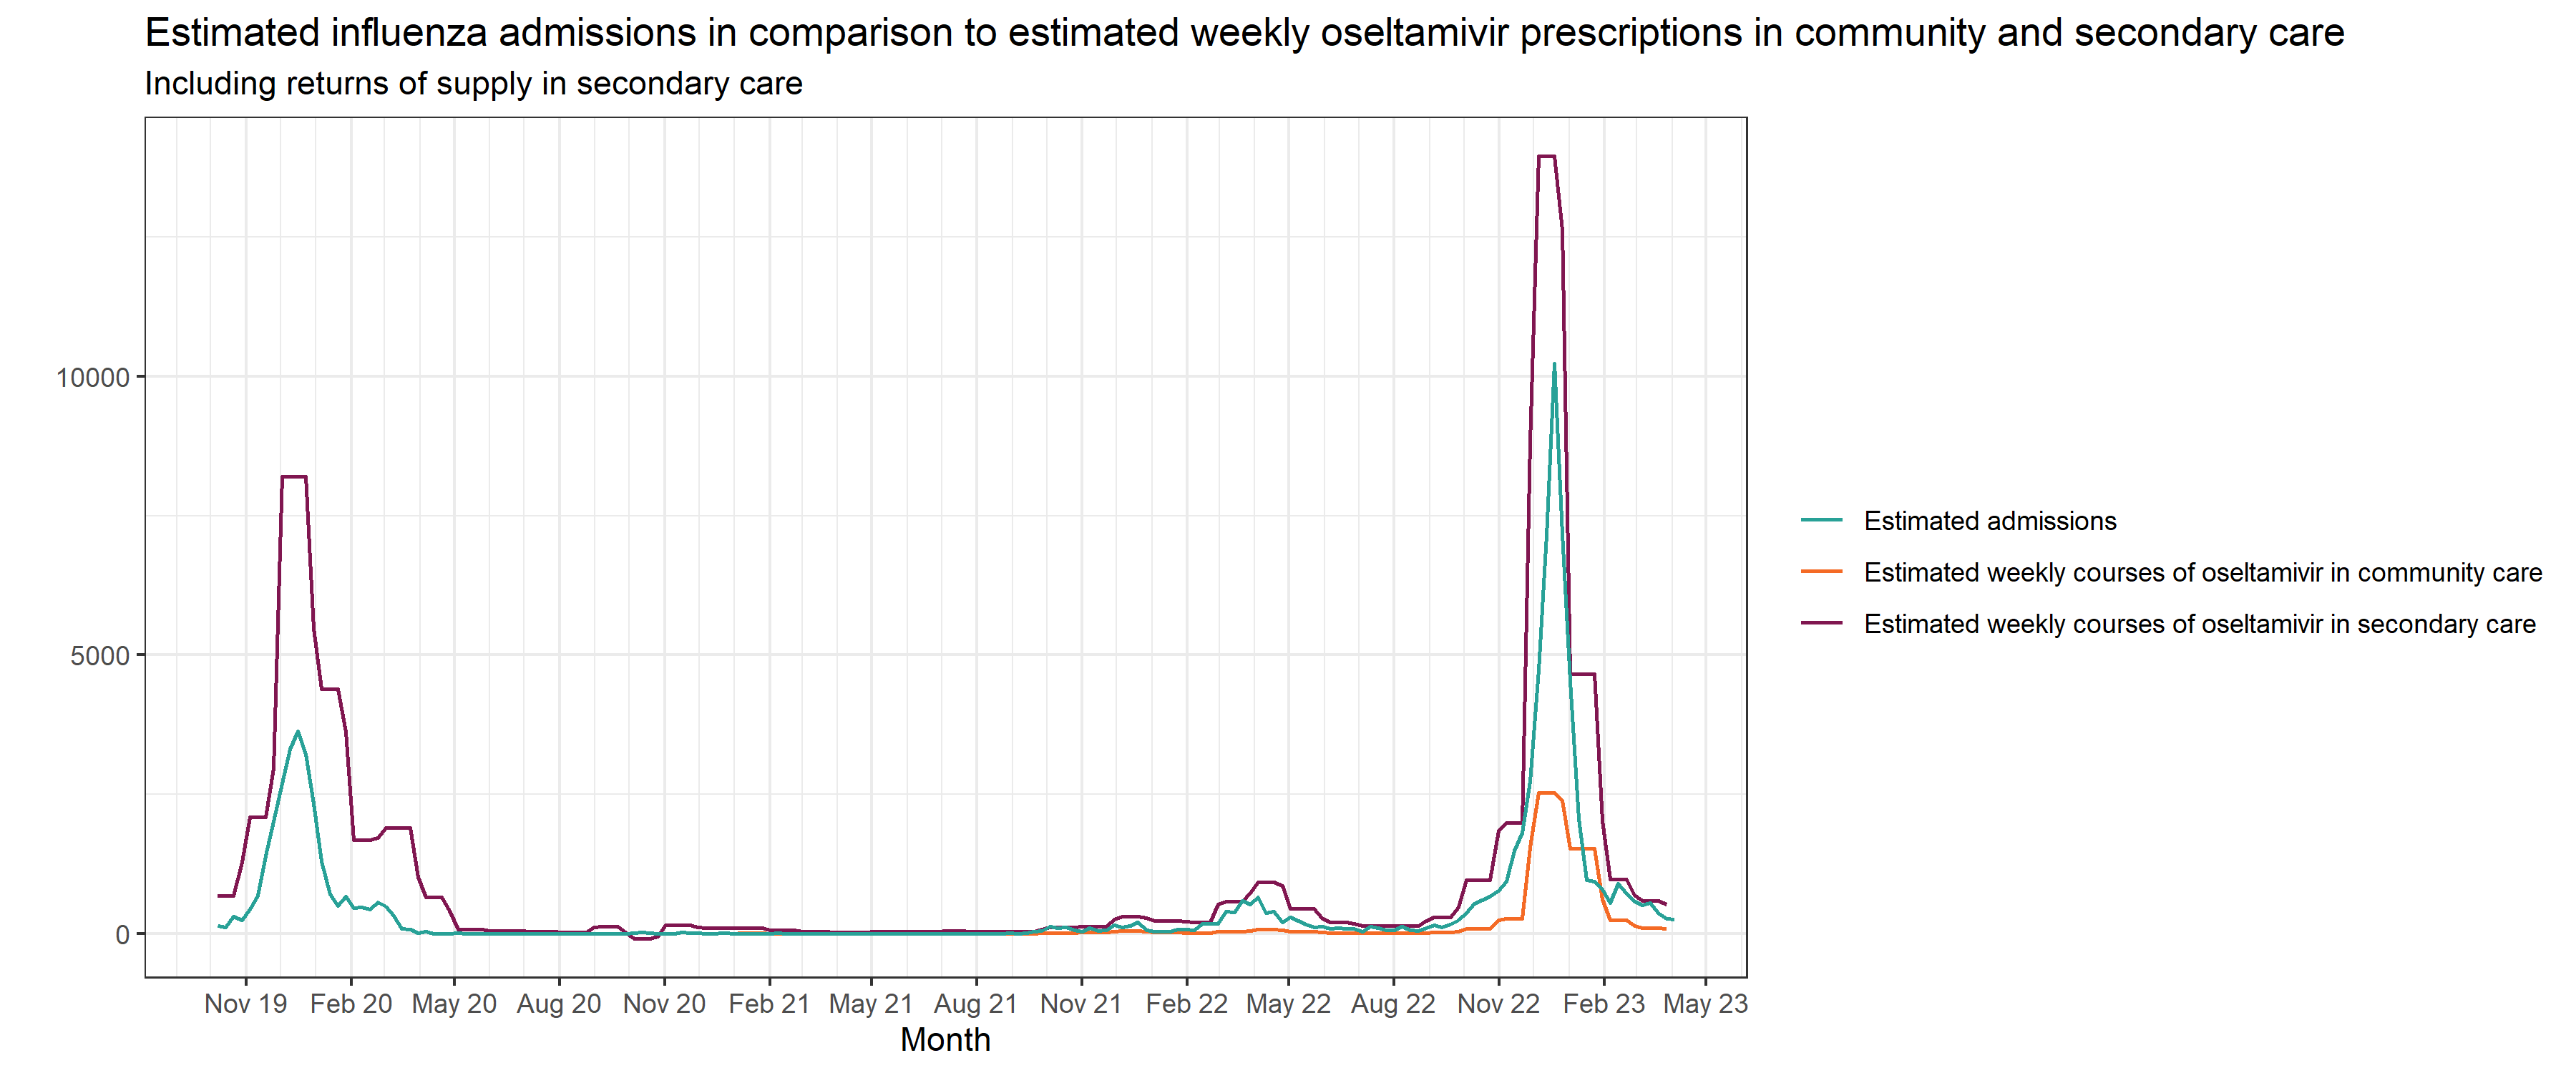 Estimated influenza admissions in comparison to estimated weekly oseltamivir prescriptions in community and secondary care
Including returns of supply in secondary care
10000
5000
0
Estimated admissions
Estimated weekly courses of oseltamivir in community care
Estimated weekly courses of oseltamivir in secondary care
Nov 19 Feb 20 May 20 Aug 20 Nov 20 Feb 21 May 21 Aug 21 Nov 21 Feb 22 May 22 Aug 22 Nov 22 Feb 23 May 23
Month